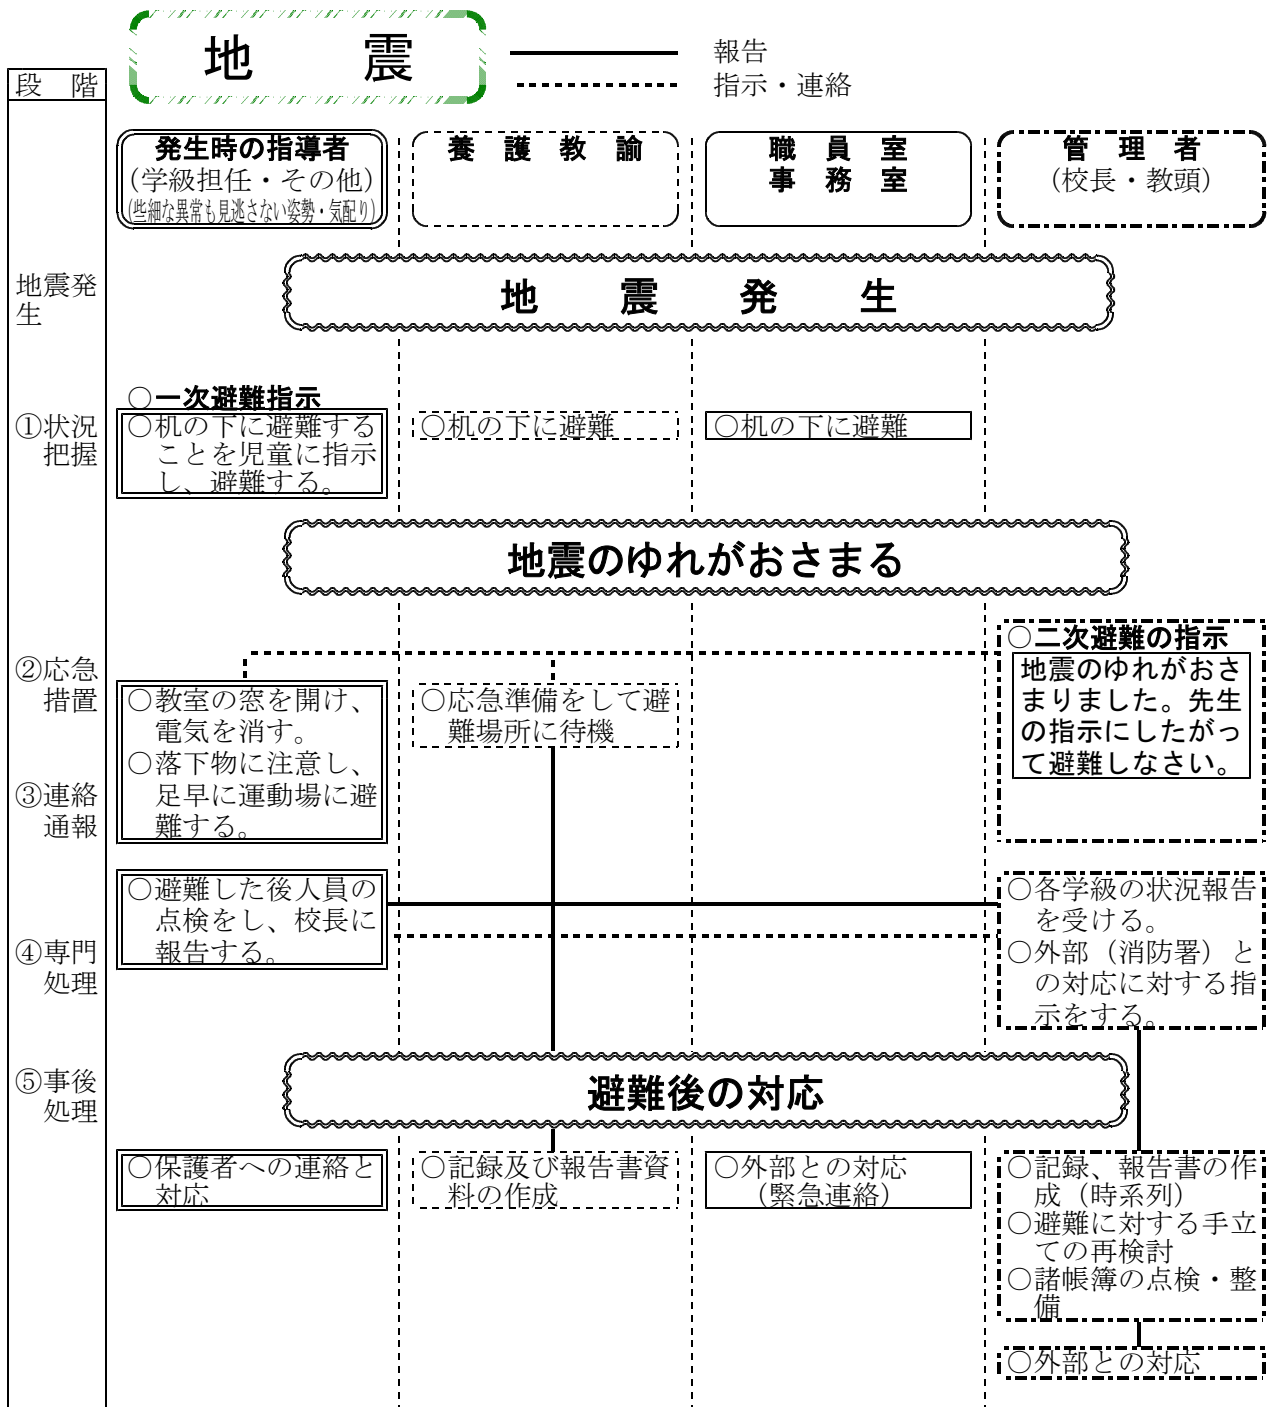 地　震
報告
指示・連絡
段　階
発生時の指導者
（学級担任・その他）
(些細な異常も見逃さない姿勢・気配り)
養　護　教　諭
職　員　室
事　務　室
管　理　者
（校長・教頭）
地震発
生
地　震　発　生
①状況
把握
○一次避難指示
○机の下に避難する
ことを児童に指示
し、避難する。
○机の下に避難
○机の下に避難
地震のゆれがおさまる
②応急
措置
③連絡
通報
○教室の窓を開け、
電気を消す。
○落下物に注意し、
足早に運動場に避
難する。
○応急準備をして避
難場所に待機
○二次避難の指示
地震のゆれがおさ
まりました。先生
の指示にしたがっ
て避難しなさい。
④専門
処理
○避難した後人員の
点検をし、校長に
報告する。
○各学級の状況報告
を受ける。
○外部（消防署）と
の対応に対する指
示をする。
⑤事後
処理
避難後の対応
○保護者への連絡と
対応
○記録及び報告書資
料の作成
○外部との対応
（緊急連絡）
○記録、報告書の作
成（時系列）
○避難に対する手立
ての再検討
○諸帳簿の点検・整
備
○外部との対応